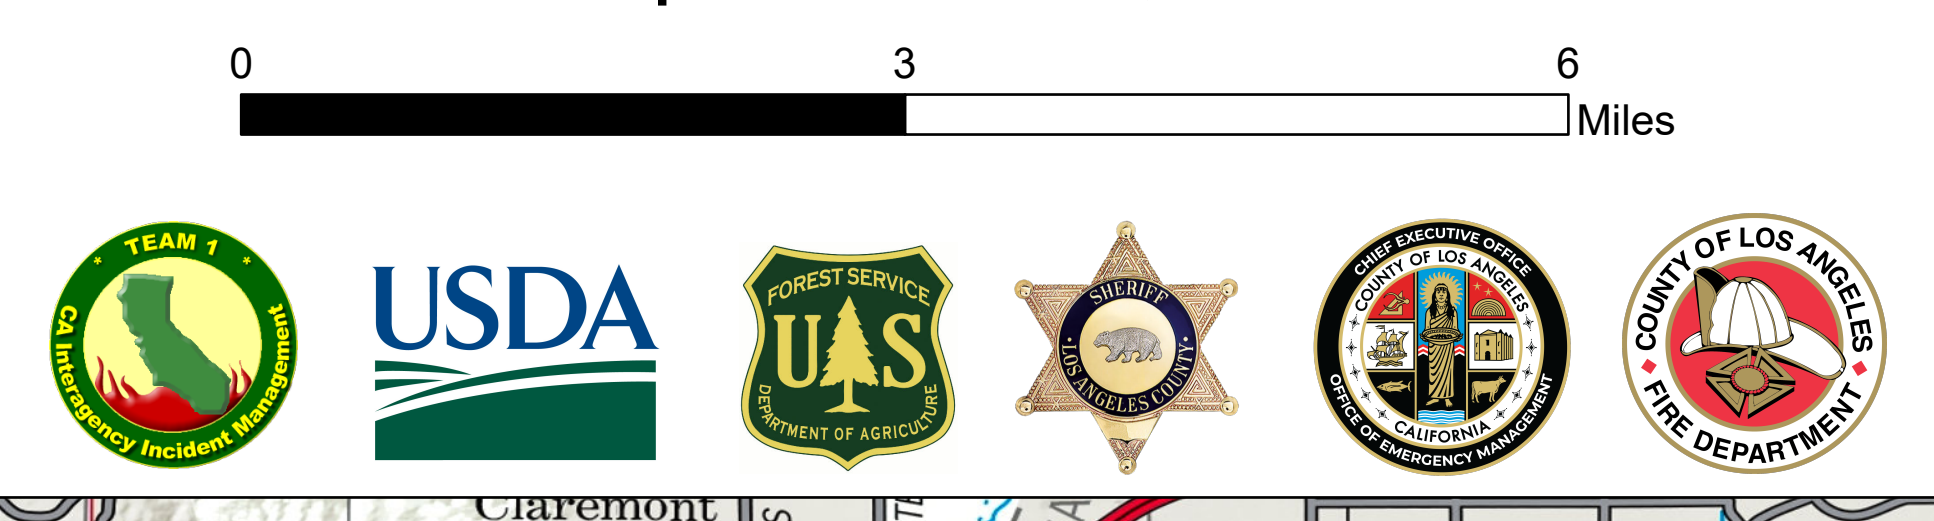 0 3 6
Miles
TEAM 1
CA Interagency Incident Management
USDA
FOREST SERVICE
US
DEPARTMENT OF AGRICULTURE
SHERIFF
LOS ANGELES COUNTY
CHIEF EXECUTIVE OFFICE
COUNTY OF LOS ANGELES
CALIFORNIA
OFFICE OF EMERGENCY MANAGEMENT
COUNTY OF LOS ANGELES
FIRE DEPARTMENT
Claremont